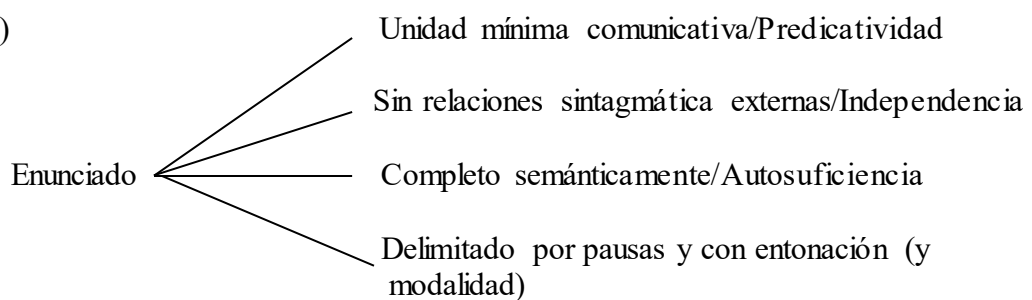 )
Unidad mínima comunicativa/Predicatividad
Sin relaciones sintagmática externas/Independencia
Enunciado
Completo semánticamente/Autosuficiencia
Delimitado por pausas y con entonación (y
modalidad)